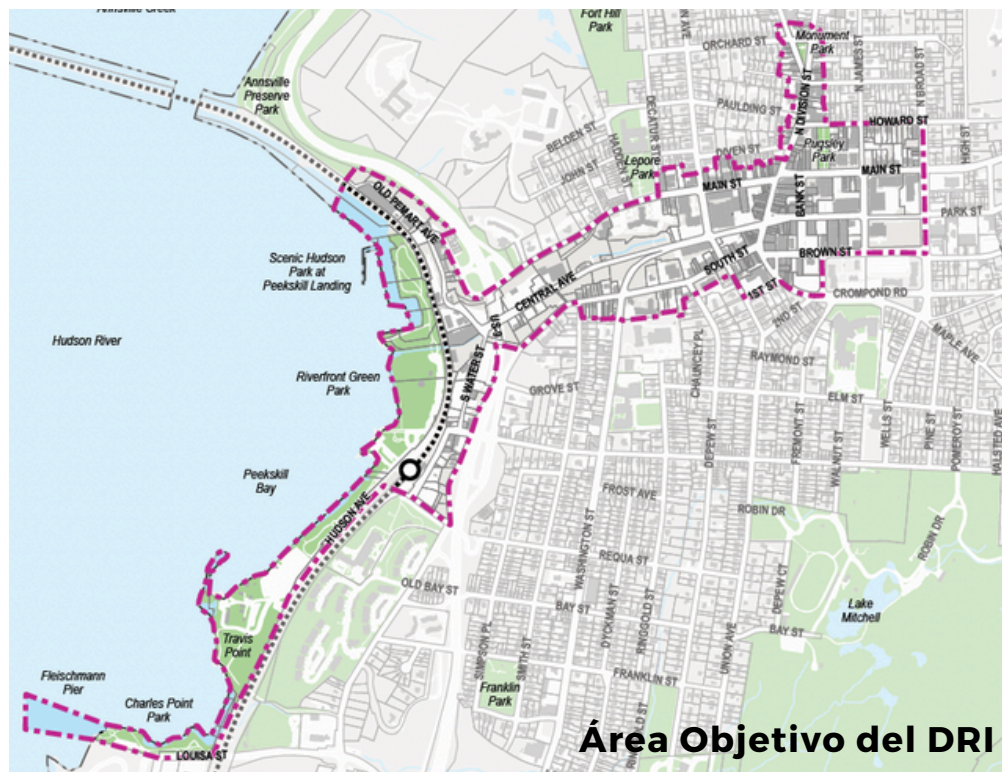 Annsville Creek
Fort Hill
Park
ORCHARD ST
Monument
Park
N JAMES ST
N BROAD ST
Annsville
Preserve
Park
DECATUR ST
PAULDING ST
N DIVISION ST
HOWARD ST
BELDEN ST
HADDEN ST
Pugsley
Park
HIGH ST
JOHN ST
Lepore
Park
DIVEN ST
MAIN ST
MAIN ST
OLD PEMART AVE
BANK ST
PARK ST
Scenic Hudson
Park at
Peekskill Landing
CENTRAL AVE
SOUTH ST
BROWN ST
1ST ST
CROMPOND RD
2ND ST
US 9
Hudson River
MAPLE AVE
S WATER ST
CHAUNCEY PL
RAYMOND ST
Riverfront Green
Park
GROVE ST
ELM ST
DEPEW ST
FREMONT ST
WALNUT ST
WELLS ST
PINE ST
POMEROY ST
HALSTED AVE
Peekskill
Bay
FROST AVE
HUDSON AVE
WASHINGTON ST
ROBIN DR
ROBIN DR
REQUA ST
OLD BAY ST
BAY ST
DEPEW CT
Lake
Mitchell
DYCKMAN ST
RINGGOLD ST
UNION AVE
BAY ST
SIMPSON PL
SMITH ST
Travis
Point
Fleischmann
Pier
FRANKLIN ST
Charles Point
Park
Franklin
Park
LOUISA ST
Área Objetivo del DRI